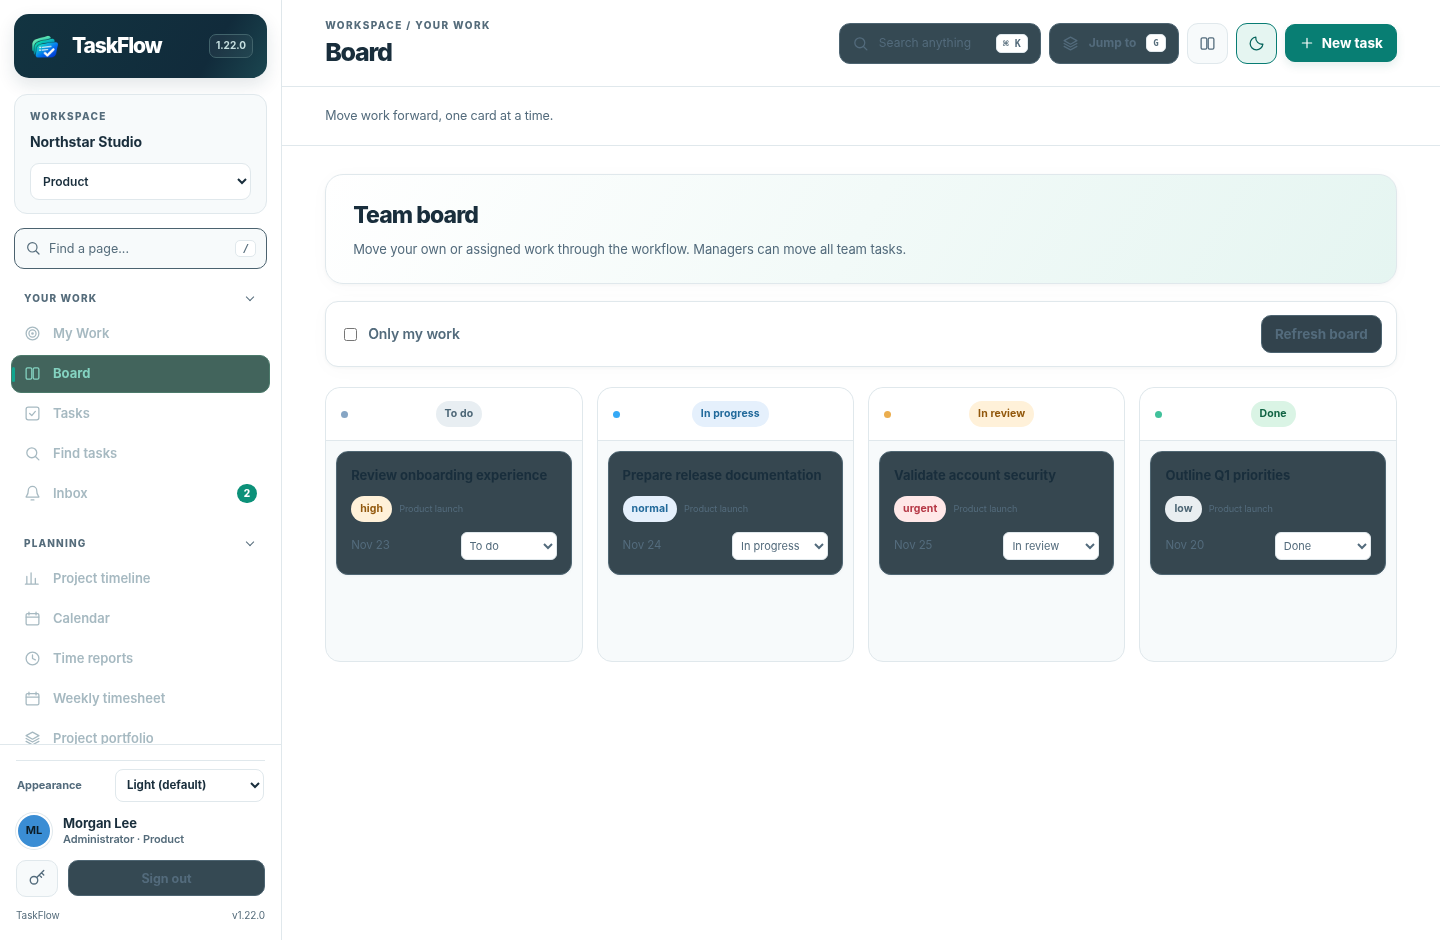 TaskFlow
1.22.0
WORKSPACE
Northstar Studio
Product
Find a page...
/
YOUR WORK
My Work
Board
Tasks
Find tasks
Inbox
2
PLANNING
Project timeline
Calendar
Time reports
Weekly timesheet
Project portfolio
Appearance
Light (default)
ML
Morgan Lee
Administrator · Product
Sign out
TaskFlow
v1.22.0
WORKSPACE / YOUR WORK
Board
Search anything
⌘ K
Jump to
G
New task
Move work forward, one card at a time.
Team board
Move your own or assigned work through the workflow. Managers can move all team tasks.
Only my work
Refresh board
To do
Review onboarding experience
high
Product launch
Nov 23
To do
In progress
Prepare release documentation
normal
Product launch
Nov 24
In progress
In review
Validate account security
urgent
Product launch
Nov 25
In review
Done
Outline Q1 priorities
low
Product launch
Nov 20
Done